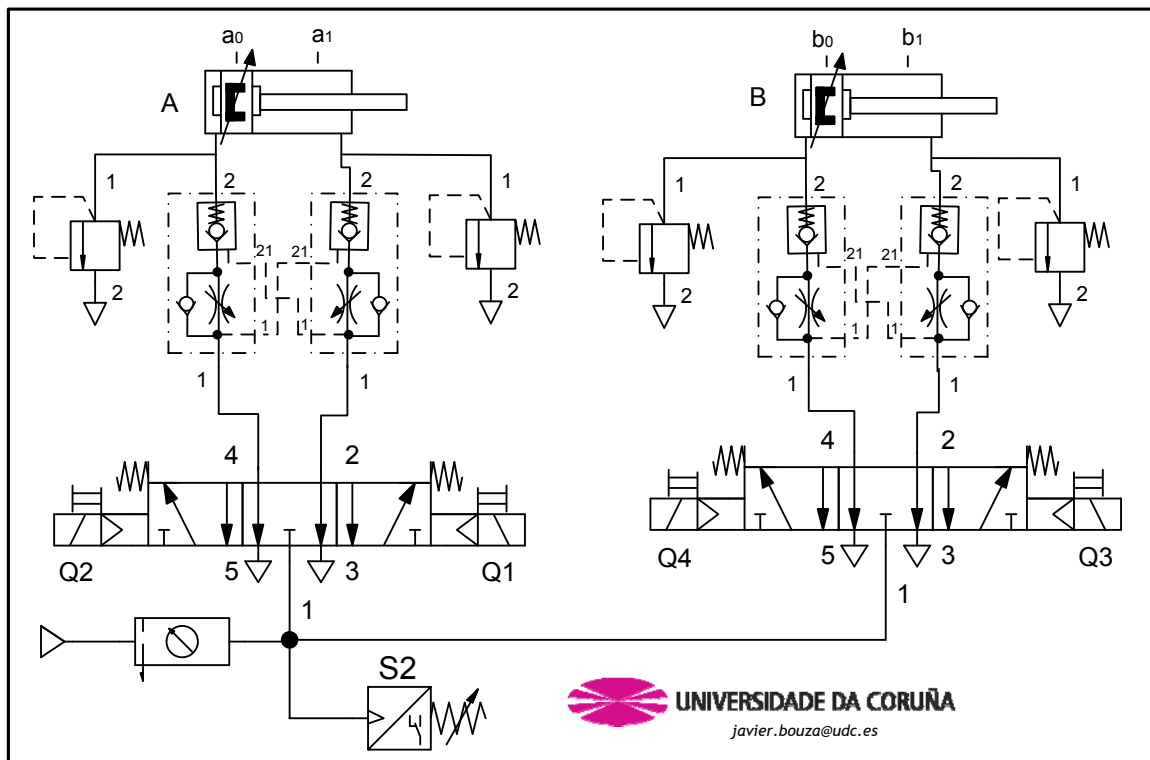 a0 a1
b0 b1
A
B
1 2 2 1
1 2 2 1
21 21
21 21
2 2
2 2
1 1
1 1
1 1
1 1
4 2
4 2
Q2 5 3 Q1
Q4 5 3 Q3
1
1
S2
UNIVERSIDADE DA CORUÑA
javier.bouza@udc.es